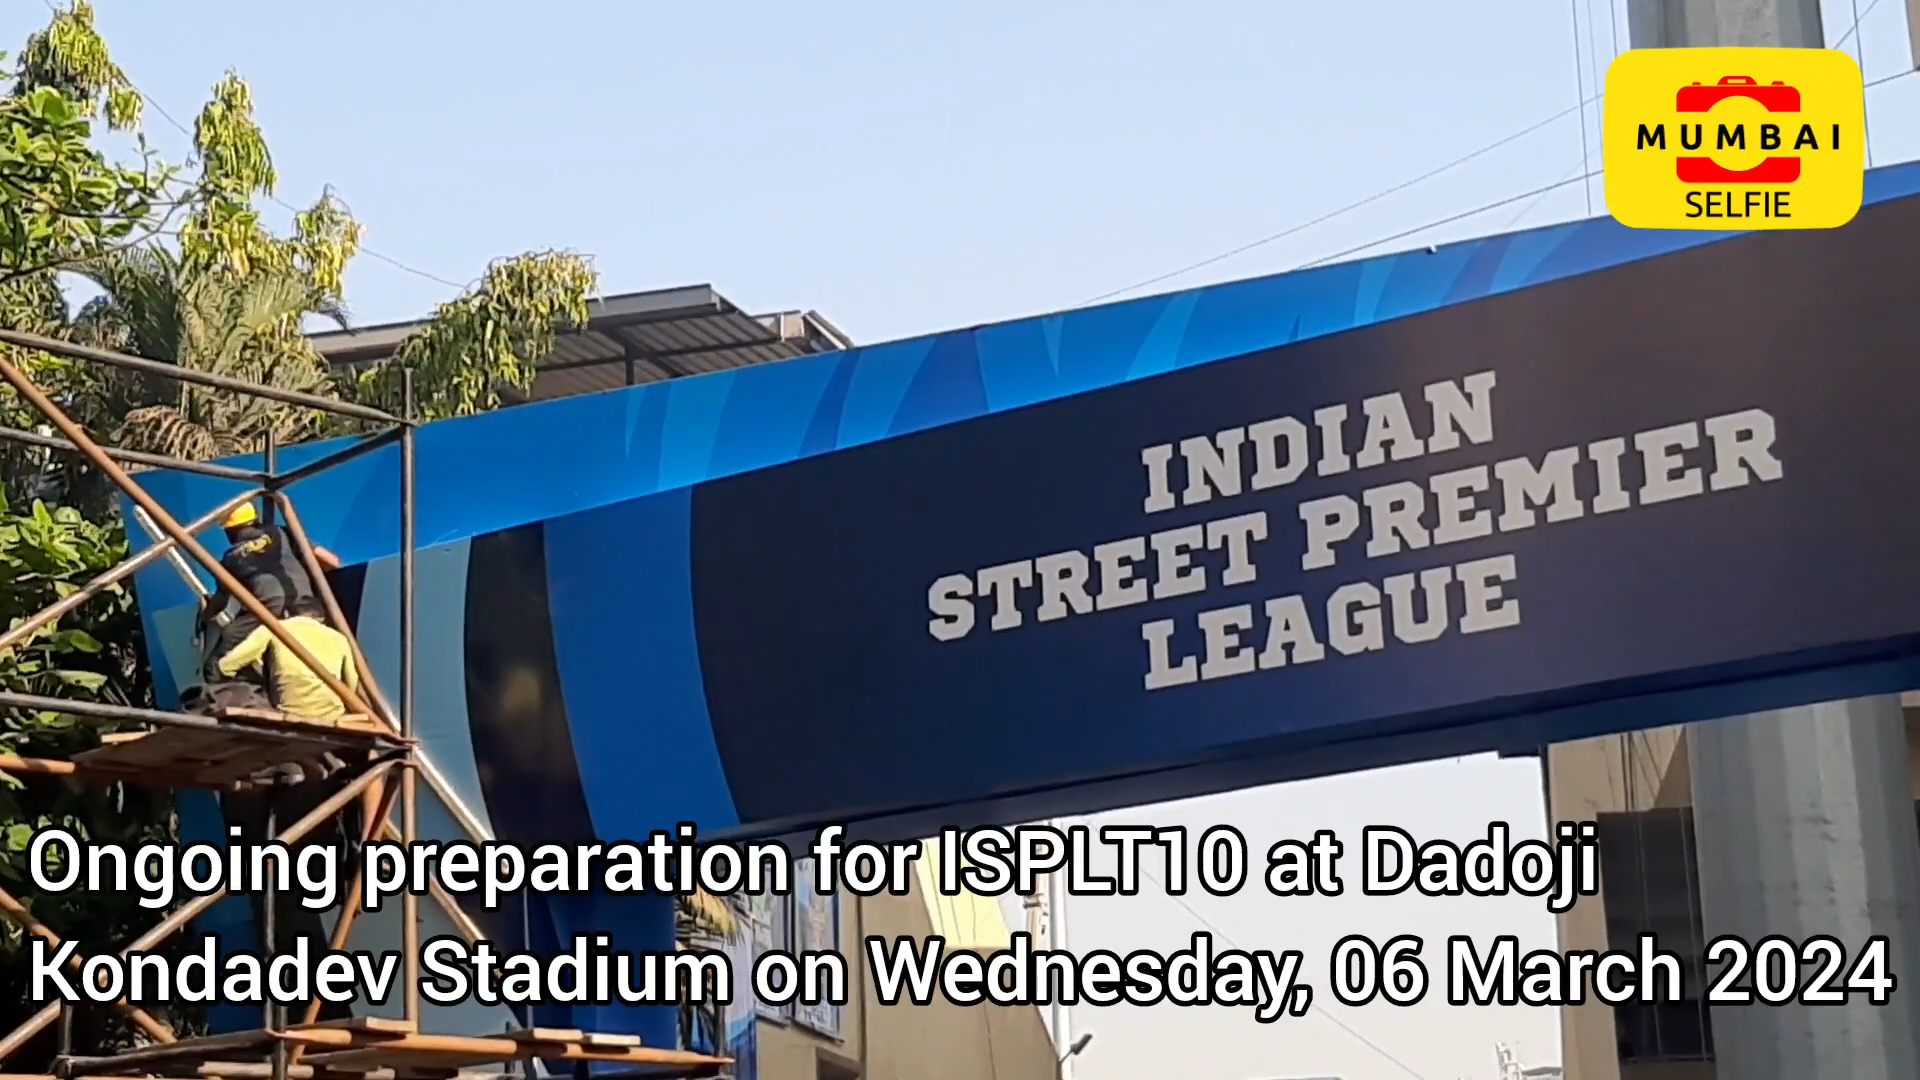 MUMBAI
SELFIE
INDIAN
STREET PREMIER
LEAGUE
Ongoing preparation for ISPLT10 at Dadoji
Kondadev Stadium on Wednesday, 06 March 2024